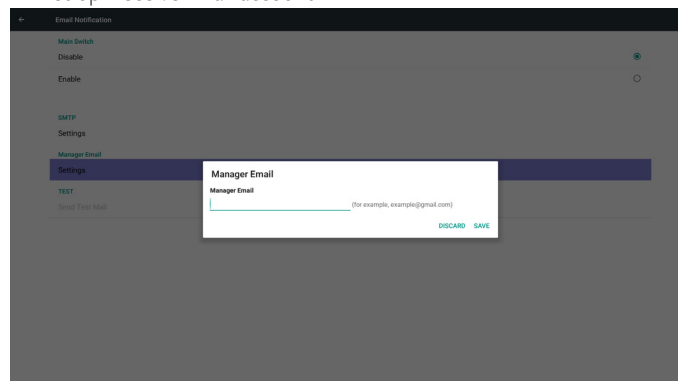 Email Notification
Main Switch
Disable
Enable
SMTP
Settings
Manager Email
Settings
TEST
Send Test Mail
Manager Email
Manager Email
(for example, example@gmail.com)
DISCARD SAVE